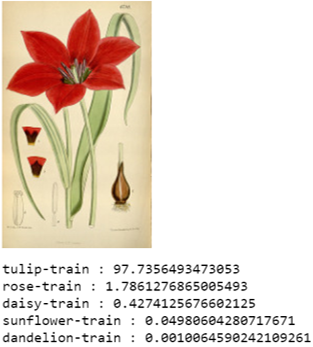 tulip-train : 97.7356493473053
rose-train : 1.7861276865005493
daisy-train : 0.4274125676602125
sunflower-train : 0.04980604280717671
dandelion-train : 0.0010064590242109261